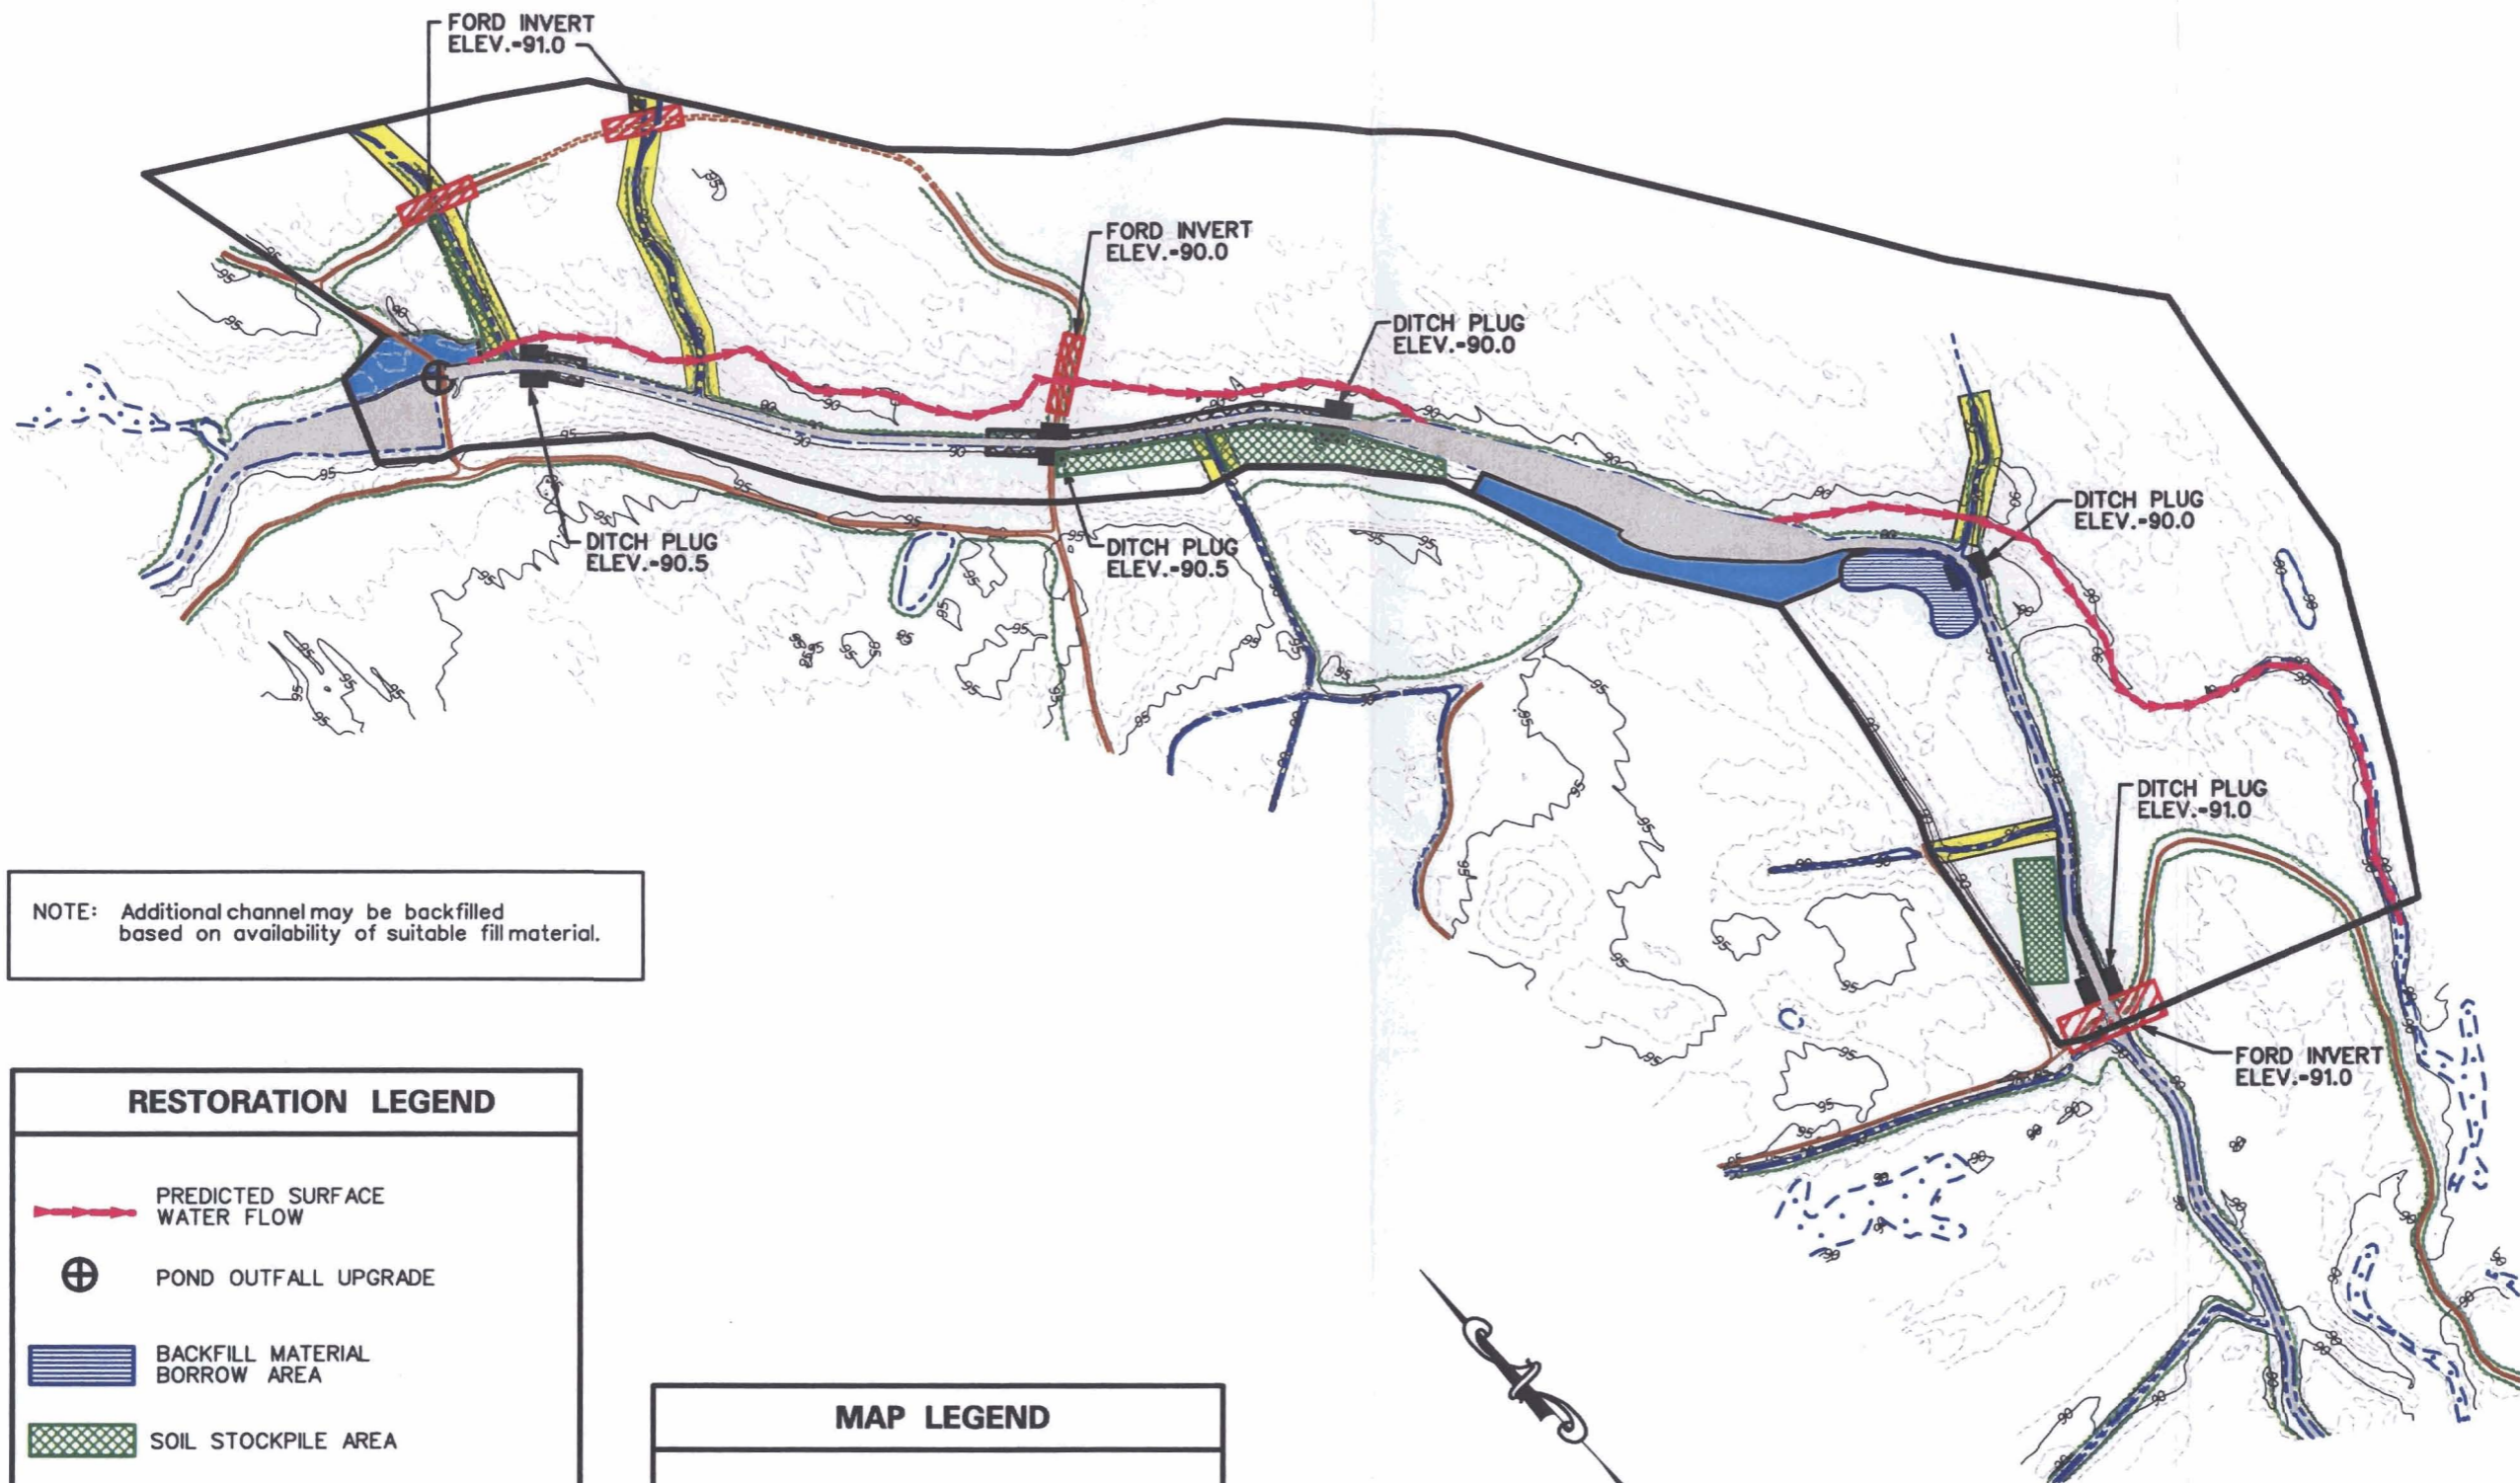 FORD INVERT
ELEV.=91.0
FORD INVERT
ELEV.=90.0
DITCH PLUG
ELEV.=90.0
DITCH PLUG
ELEV.=90.0
DITCH PLUG
ELEV.=90.5
DITCH PLUG
ELEV.=90.5
DITCH PLUG
ELEV.=91.0
FORD INVERT
ELEV.=91.0
NOTE: Additional channel may be backfilled
based on availability of suitable fill material.
RESTORATION LEGEND
PREDICTED SURFACE
WATER FLOW
POND OUTFALL UPGRADE
BACKFILL MATERIAL
BORROW AREA
SOIL STOCKPILE AREA
MAP LEGEND